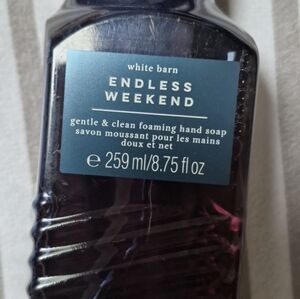 white barn
ENDLESS
WEEKEND
gentle & clean foaming hand soap
savon moussant pour les mains
doux et net
℮ 259 ml/8.75 fl oz